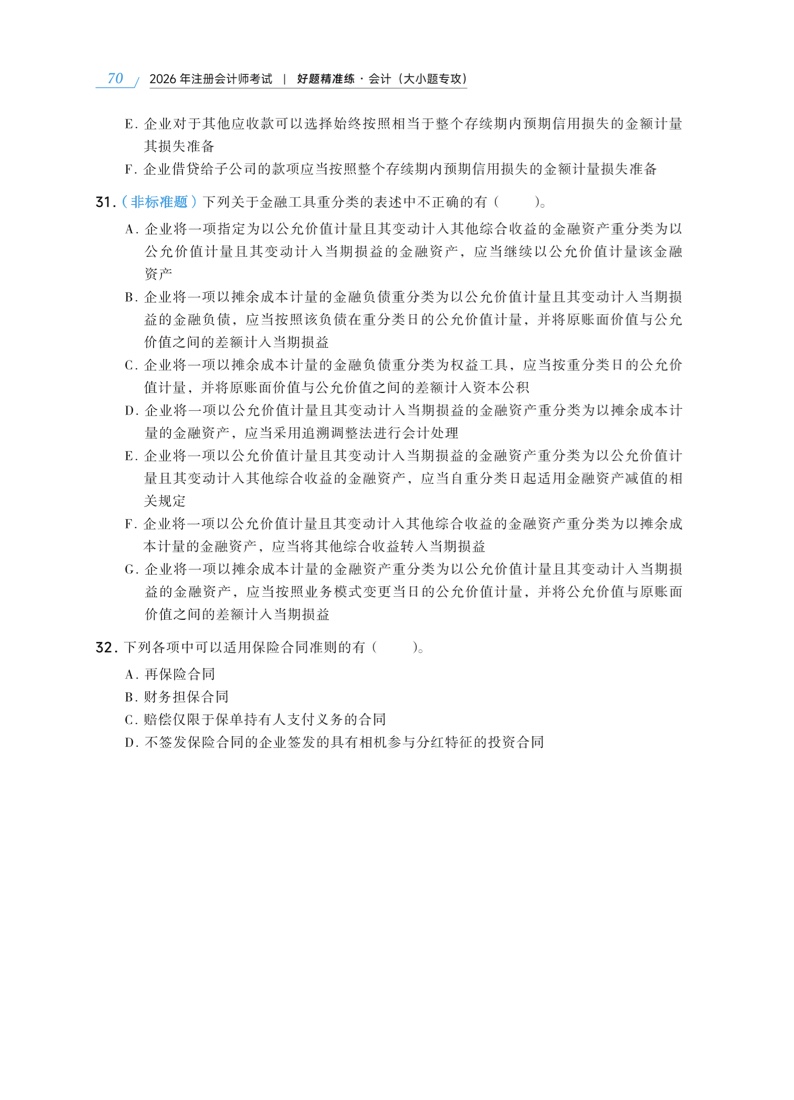 70 2026 年注册会计师考试 | 好题精准练·会计（大小题专攻）
E. 企业对于其他应收款可以选择始终按照相当于整个存续期内预期信用损失的金额计量
其损失准备
F. 企业借贷给子公司的款项应当按照整个存续期内预期信用损失的金额计量损失准备
31.（非标准题）下列关于金融工具重分类的表述中不正确的有（　　）。
A. 企业将一项指定为以公允价值计量且其变动计入其他综合收益的金融资产重分类为以
公允价值计量且其变动计入当期损益的金融资产，应当继续以公允价值计量该金融
资产
B. 企业将一项以摊余成本计量的金融负债重分类为以公允价值计量且其变动计入当期损
益的金融负债，应当按照该负债在重分类日的公允价值计量，并将原账面价值与公允
价值之间的差额计入当期损益
C. 企业将一项以摊余成本计量的金融负债重分类为权益工具，应当按重分类日的公允价
值计量，并将原账面价值与公允价值之间的差额计入资本公积
D. 企业将一项以公允价值计量且其变动计入当期损益的金融资产重分类为以摊余成本计
量的金融资产，应当采用追溯调整法进行会计处理
E. 企业将一项以公允价值计量且其变动计入当期损益的金融资产重分类为以公允价值计
量且其变动计入其他综合收益的金融资产，应当自重分类日起适用金融资产减值的相
关规定
F. 企业将一项以公允价值计量且其变动计入其他综合收益的金融资产重分类为以摊余成
本计量的金融资产，应当将其他综合收益转入当期损益
G. 企业将一项以摊余成本计量的金融资产重分类为以公允价值计量且其变动计入当期损
益的金融资产，应当按照业务模式变更当日的公允价值计量，并将公允价值与原账面
价值之间的差额计入当期损益
32. 下列各项中可以适用保险合同准则的有（　　）。
A. 再保险合同
B. 财务担保合同
C. 赔偿仅限于保单持有人支付义务的合同
D. 不签发保险合同的企业签发的具有相机参与分红特征的投资合同